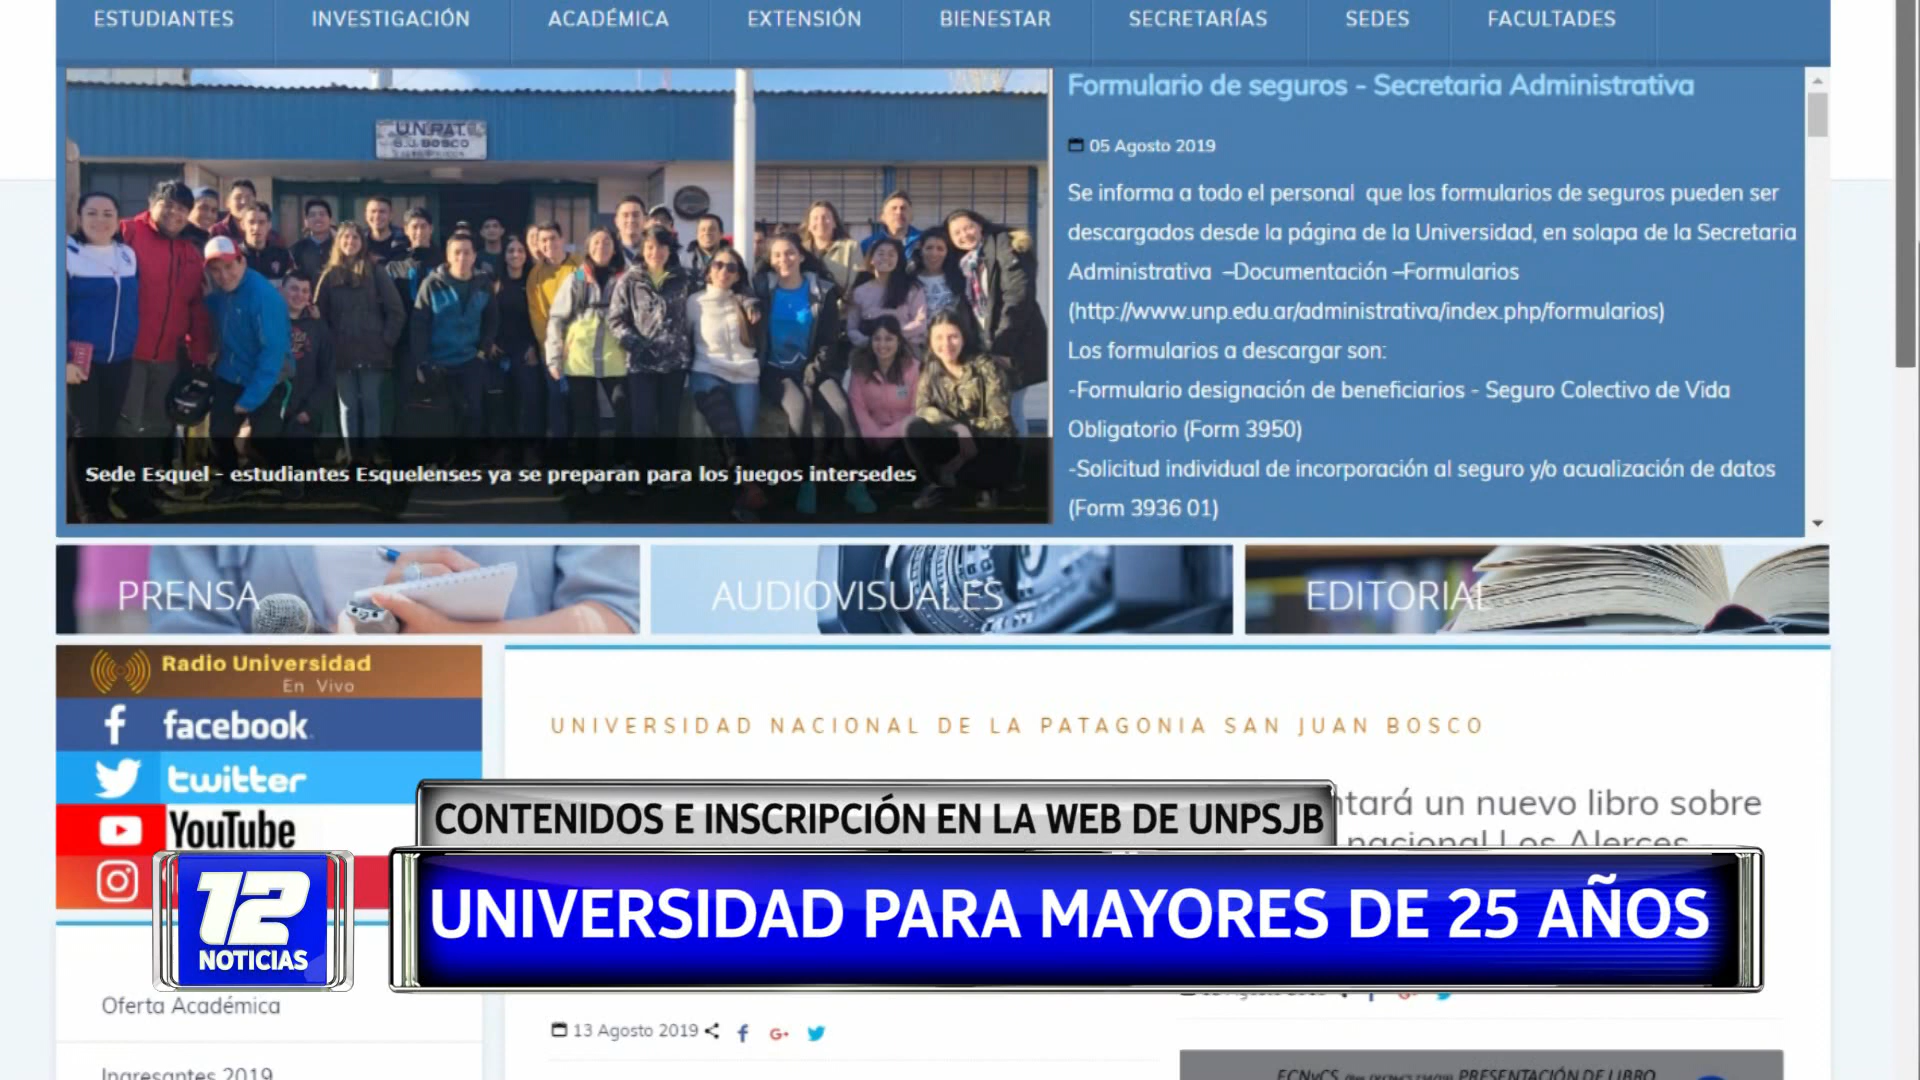 ESTUDIANTES
INVESTIGACIÓN
ACADÉMICA
EXTENSIÓN
BIENESTAR
SECRETARÍAS
SEDES
FACULTADES
U.N.PAT.
S.J. BOSCO
Sede Esquel - estudiantes Esquelenses ya se preparan para los juegos intersedes
Formulario de seguros - Secretaria Administrativa
05 Agosto 2019
Se informa a todo el personal que los formularios de seguros pueden ser
descargados desde la página de la Universidad, en solapa de la Secretaria
Administrativa –Documentación –Formularios
(http://www.unp.edu.ar/administrativa/index.php/formularios)
Los formularios a descargar son:
-Formulario designación de beneficiarios - Seguro Colectivo de Vida
Obligatorio (Form 3950)
-Solicitud individual de incorporación al seguro y/o acualización de datos
(Form 3936 01)
PRENSA
AUDIOVISUALES
EDITORIAL
Radio Universidad
En Vivo
facebook
twitter
YouTube
UNIVERSIDAD NACIONAL DE LA PATAGONIA SAN JUAN BOSCO
ntará un nuevo libro sobre
nacional Los Alerces
CONTENIDOS E INSCRIPCIÓN EN LA WEB DE UNPSJB
UNIVERSIDAD PARA MAYORES DE 25 AÑOS
12
NOTICIAS
Oferta Académica
Ingresantes 2019
13 Agosto 2019
G+
PRESENTACIÓN DE LIBRO